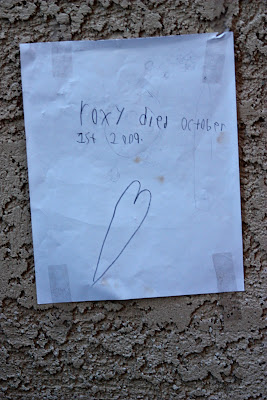 roxy died october
1st 2009.